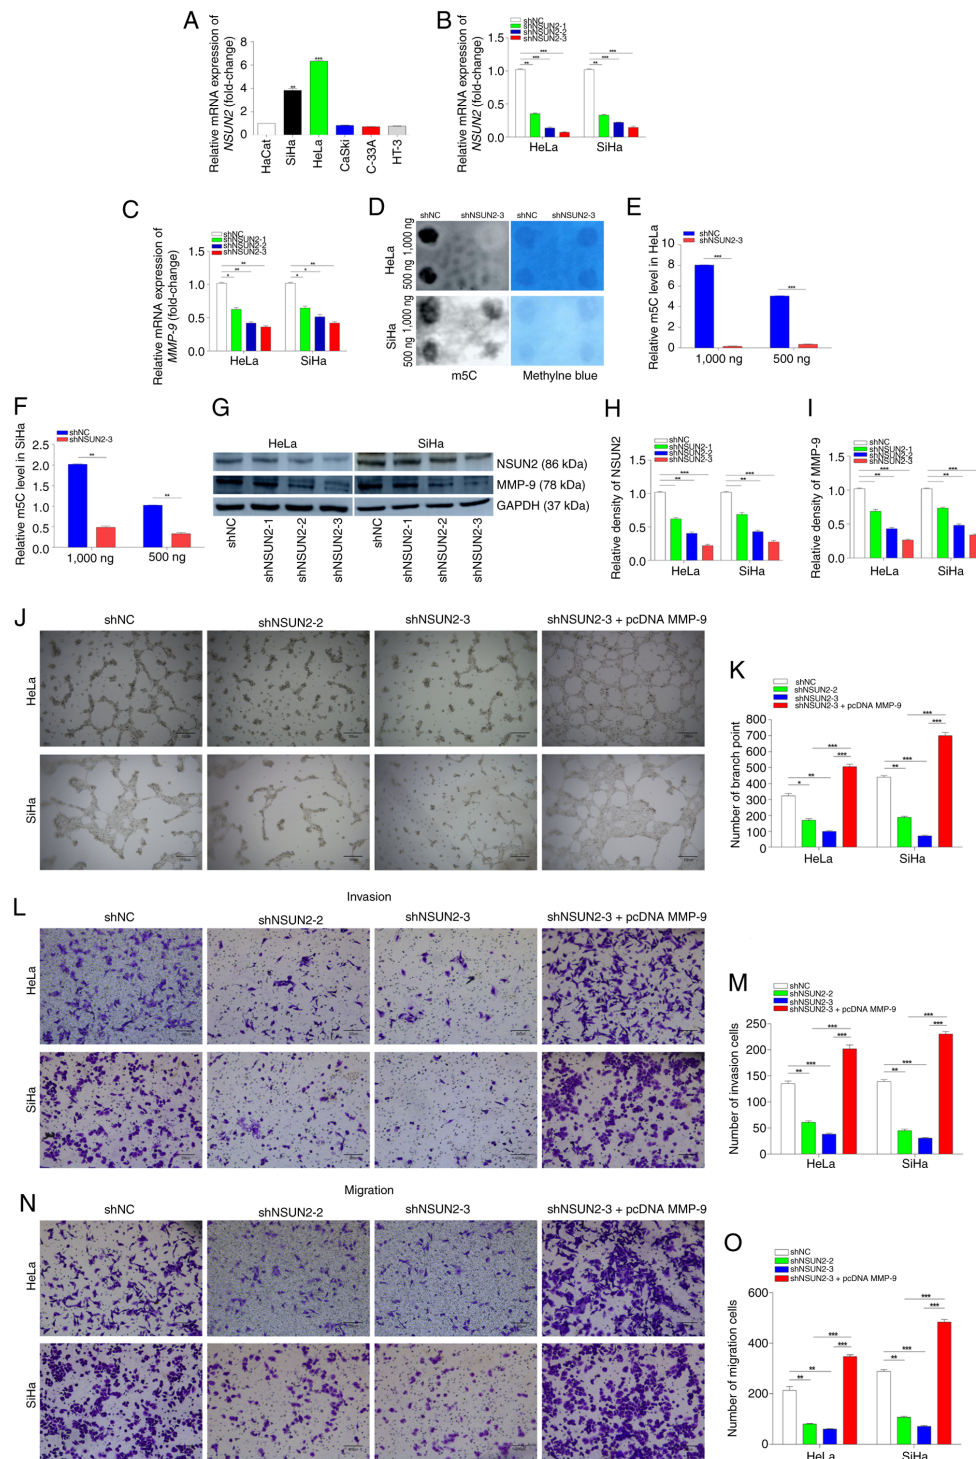 A
Relative mRNA expression of
NSUN2 (fold-change)
10
8
6
4
2
0
**
***
HaCat
SiHa
HeLa
CaSki
C-33A
HT-3
B
shNC
shNSUN2-1
shNSUN2-2
shNSUN2-3
Relative mRNA expression of
NSUN2 (fold-change)
1.5
1.0
0.5
0.0
***
***
**
***
***
**
HeLa
SiHa
C
shNC
shNSUN2-1
shNSUN2-2
shNSUN2-3
Relative mRNA expression of
MMP-9 (fold-change)
1.5
1.0
0.5
0.0
**
**
*
**
*
*
HeLa
SiHa
D
shNC shNSUN2-3 shNC shNSUN2-3
HeLa
500 ng 1,000 ng
SiHa
500 ng 1,000 ng
m5C Methylne blue
E
shNC
shNSUN2-3
Relative m5C level in HeLa
10
8
6
4
2
0
***
***
1,000 ng 500 ng
F
shNC
shNSUN2-3
Relative m5C level in SiHa
2.5
2.0
1.5
1.0
0.5
0.0
**
**
1,000 ng 500 ng
G
HeLa SiHa
NSUN2 (86 kDa)
MMP-9 (78 kDa)
GAPDH (37 kDa)
shNC
shNSUN2-1
shNSUN2-2
shNSUN2-3
shNC
shNSUN2-1
shNSUN2-2
shNSUN2-3
H
shNC
shNSUN2-1
shNSUN2-2
shNSUN2-3
Relative density of NSUN2
1.5
1.0
0.5
0.0
***
**
***
**
HeLa SiHa
I
shNC
shNSUN2-1
shNSUN2-2
shNSUN2-3
Relative density of MMP-9
1.5
1.0
0.5
0.0
***
**
***
**
HeLa SiHa
J
shNC shNSUN2-2 shNSUN2-3 shNSUN2-3 + pcDNA MMP-9
HeLa
SiHa
K
shNC
shNSUN2-2
shNSUN2-3
shNSUN2-3 + pcDNA MMP-9
Number of branch point
800
700
600
500
400
300
200
100
0
***
***
**
*
***
***
***
**
HeLa SiHa
L
Invasion
shNC shNSUN2-2 shNSUN2-3 shNSUN2-3 + pcDNA MMP-9
HeLa
SiHa
M
shNC
shNSUN2-2
shNSUN2-3
shNSUN2-3 + pcDNA MMP-9
Number of invasion cells
250
200
150
100
50
0
***
***
***
**
***
***
***
**
HeLa SiHa
N
Migration
shNC shNSUN2-2 shNSUN2-3 shNSUN2-3 + pcDNA MMP-9
HeLa
SiHa
O
shNC
shNSUN2-2
shNSUN2-3
shNSUN2-3 + pcDNA MMP-9
Number of migration cells
600
400
200
0
***
***
**
**
***
***
***
**
HeLa SiHa